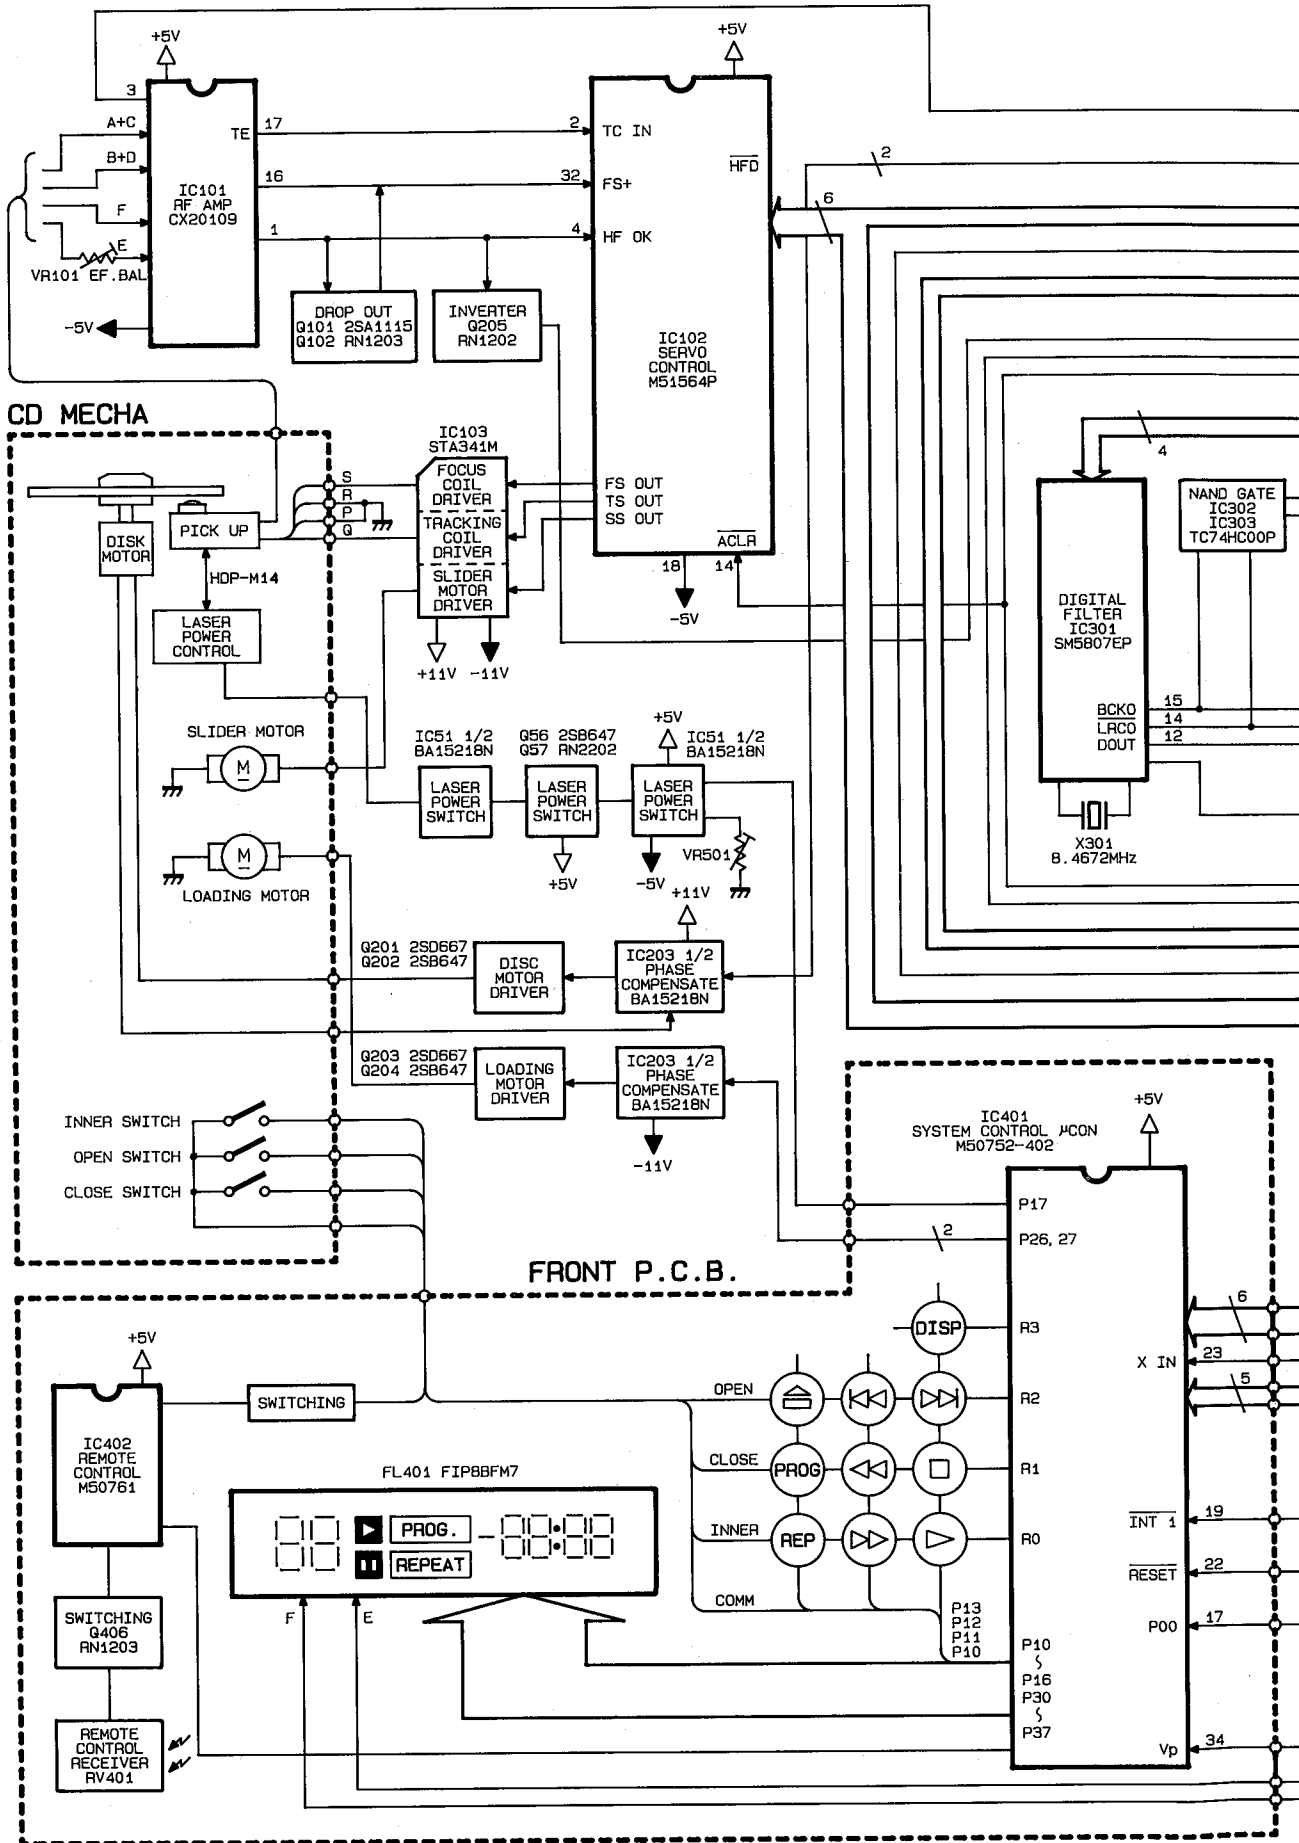 +5V
+5V
3
A+C
B+D
F
E
VR101 EF.BAL
-5V
TE
17
16
1
IC101
RF AMP
CX20109
2
32
4
TC IN
FS+
HF OK
HFD
2
6
DROP OUT
Q101 2SA1115
Q102 RN1203
INVERTER
Q205
RN1202
IC102
SERVO
CONTROL
M51564P
CD MECHA
IC103
STA341M
FOCUS
COIL
DRIVER
TRACKING
COIL
DRIVER
SLIDER
MOTOR
DRIVER
+11V
-11V
S
R
P
Q
FS OUT
TS OUT
SS OUT
ACLR
18
14
-5V
DISK
MOTOR
PICK UP
HOP-M14
LASER
POWER
CONTROL
4
NAND GATE
IC302
IC303
TC74HC00P
DIGITAL
FILTER
IC301
SM5807EP
BCKO
LRCO
DOUT
15
14
12
X301
8.4672MHz
SLIDER MOTOR
M
M
LOADING MOTOR
IC51 1/2
BA15218N
LASER
POWER
SWITCH
Q56 2SB647
Q57 RN2202
LASER
POWER
SWITCH
+5V
+5V
IC51 1/2
BA15218N
LASER
POWER
SWITCH
-5V
VR501
+11V
Q201 2SD667
Q202 2SB647
DISC
MOTOR
DRIVER
IC203 1/2
PHASE
COMPENSATE
BA15218N
Q203 2SD667
Q204 2SB647
LOADING
MOTOR
DRIVER
IC203 1/2
PHASE
COMPENSATE
BA15218N
-11V
INNER SWITCH
OPEN SWITCH
CLOSE SWITCH
FRONT P.C.B.
IC401
SYSTEM CONTROL μCON
M50752-402
+5V
P17
P26, 27
2
R3
R2
R1
R0
P10
P16
P30
P37
P13
P12
P11
P10
X IN
INT 1
RESET
P00
Vp
6
23
5
19
22
17
34
DISP
OPEN
CLOSE
PROG
INNER
REP
COMM
+5V
IC402
REMOTE
CONTROL
M50761
SWITCHING
FL401 FIP8BFM7
PROG.
REPEAT
F
E
SWITCHING
Q406
RN1203
REMOTE
CONTROL
RECEIVER
RV401